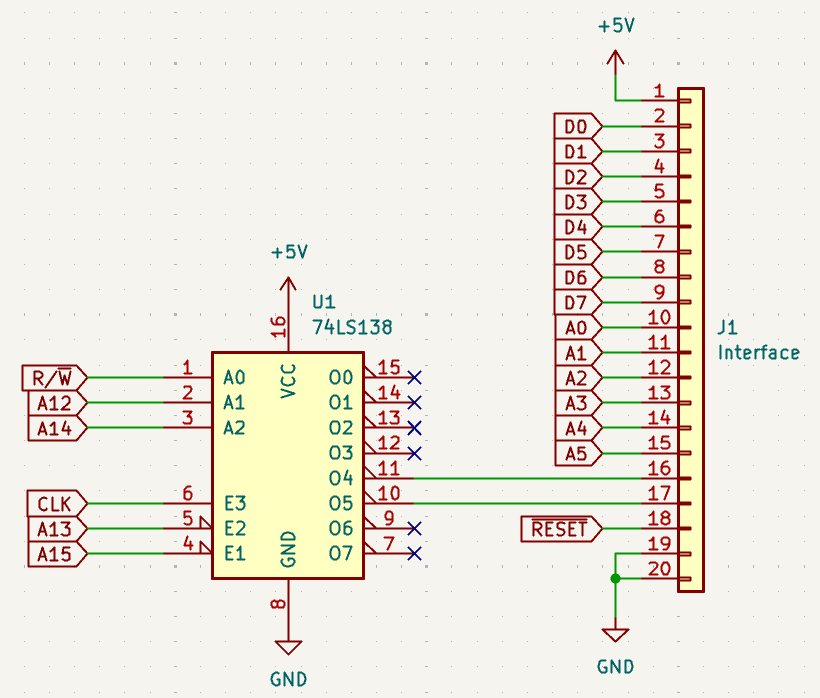 +5V
1
D0 2
D1 3
D2 4
D3 5
D4 6
D5 7
D6 8
D7 9
A0 10
A1 11
A2 12
A3 13
A4 14
A5 15
16
17
RESET 18
19
20
J1
Interface
GND
+5V
U1
74LS138
16
VCC
R/W 1 A0 O0 15
A12 2 A1 O1 14
A14 3 A2 O2 13
O3 12
O4 11
CLK 6 E3 O5 10
A13 5 E2 O6 9
A15 4 E1 O7 7
GND
8
GND